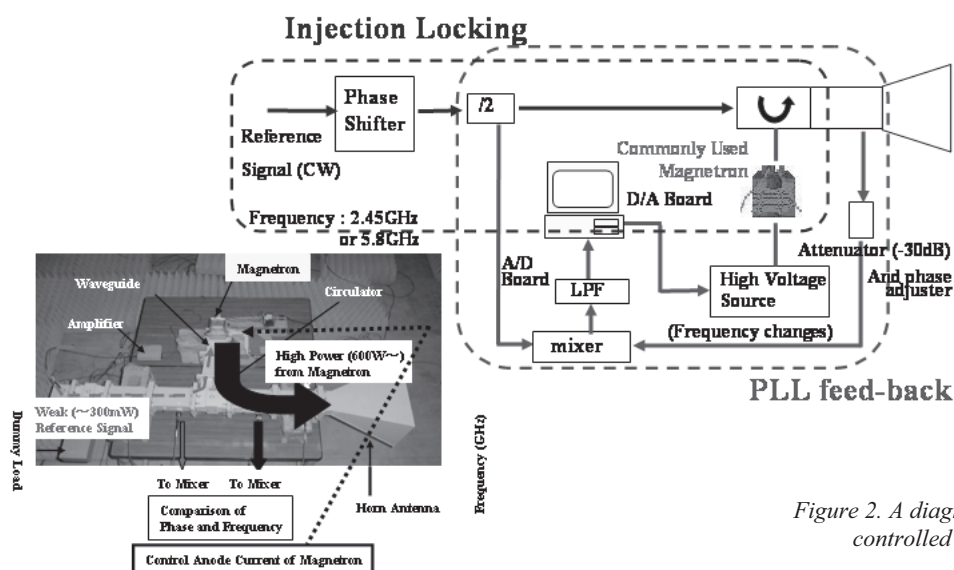 Injection Locking
Phase
Shifter
/2
Reference
Signal (CW)
Commonly Used
Magnetron
D/A Board
Frequency : 2.45GHz
or 5.8GHz
A/D
Board
LPF
mixer
High Voltage
Source
(Frequency changes)
Attenuator (-30dB)
And phase
adjuster
PLL feed-back
Magnetron
Waveguide
Circulator
Amplifier
High Power (600W～)
from Magnetron
Weak (～300mW)
Reference Signal
Dummy Load
Frequency (GHz)
To Mixer To Mixer
Horn Antenna
Comparison of
Phase and Frequency
Control Anode Current of Magnetron
Figure 2. A diag
controlled